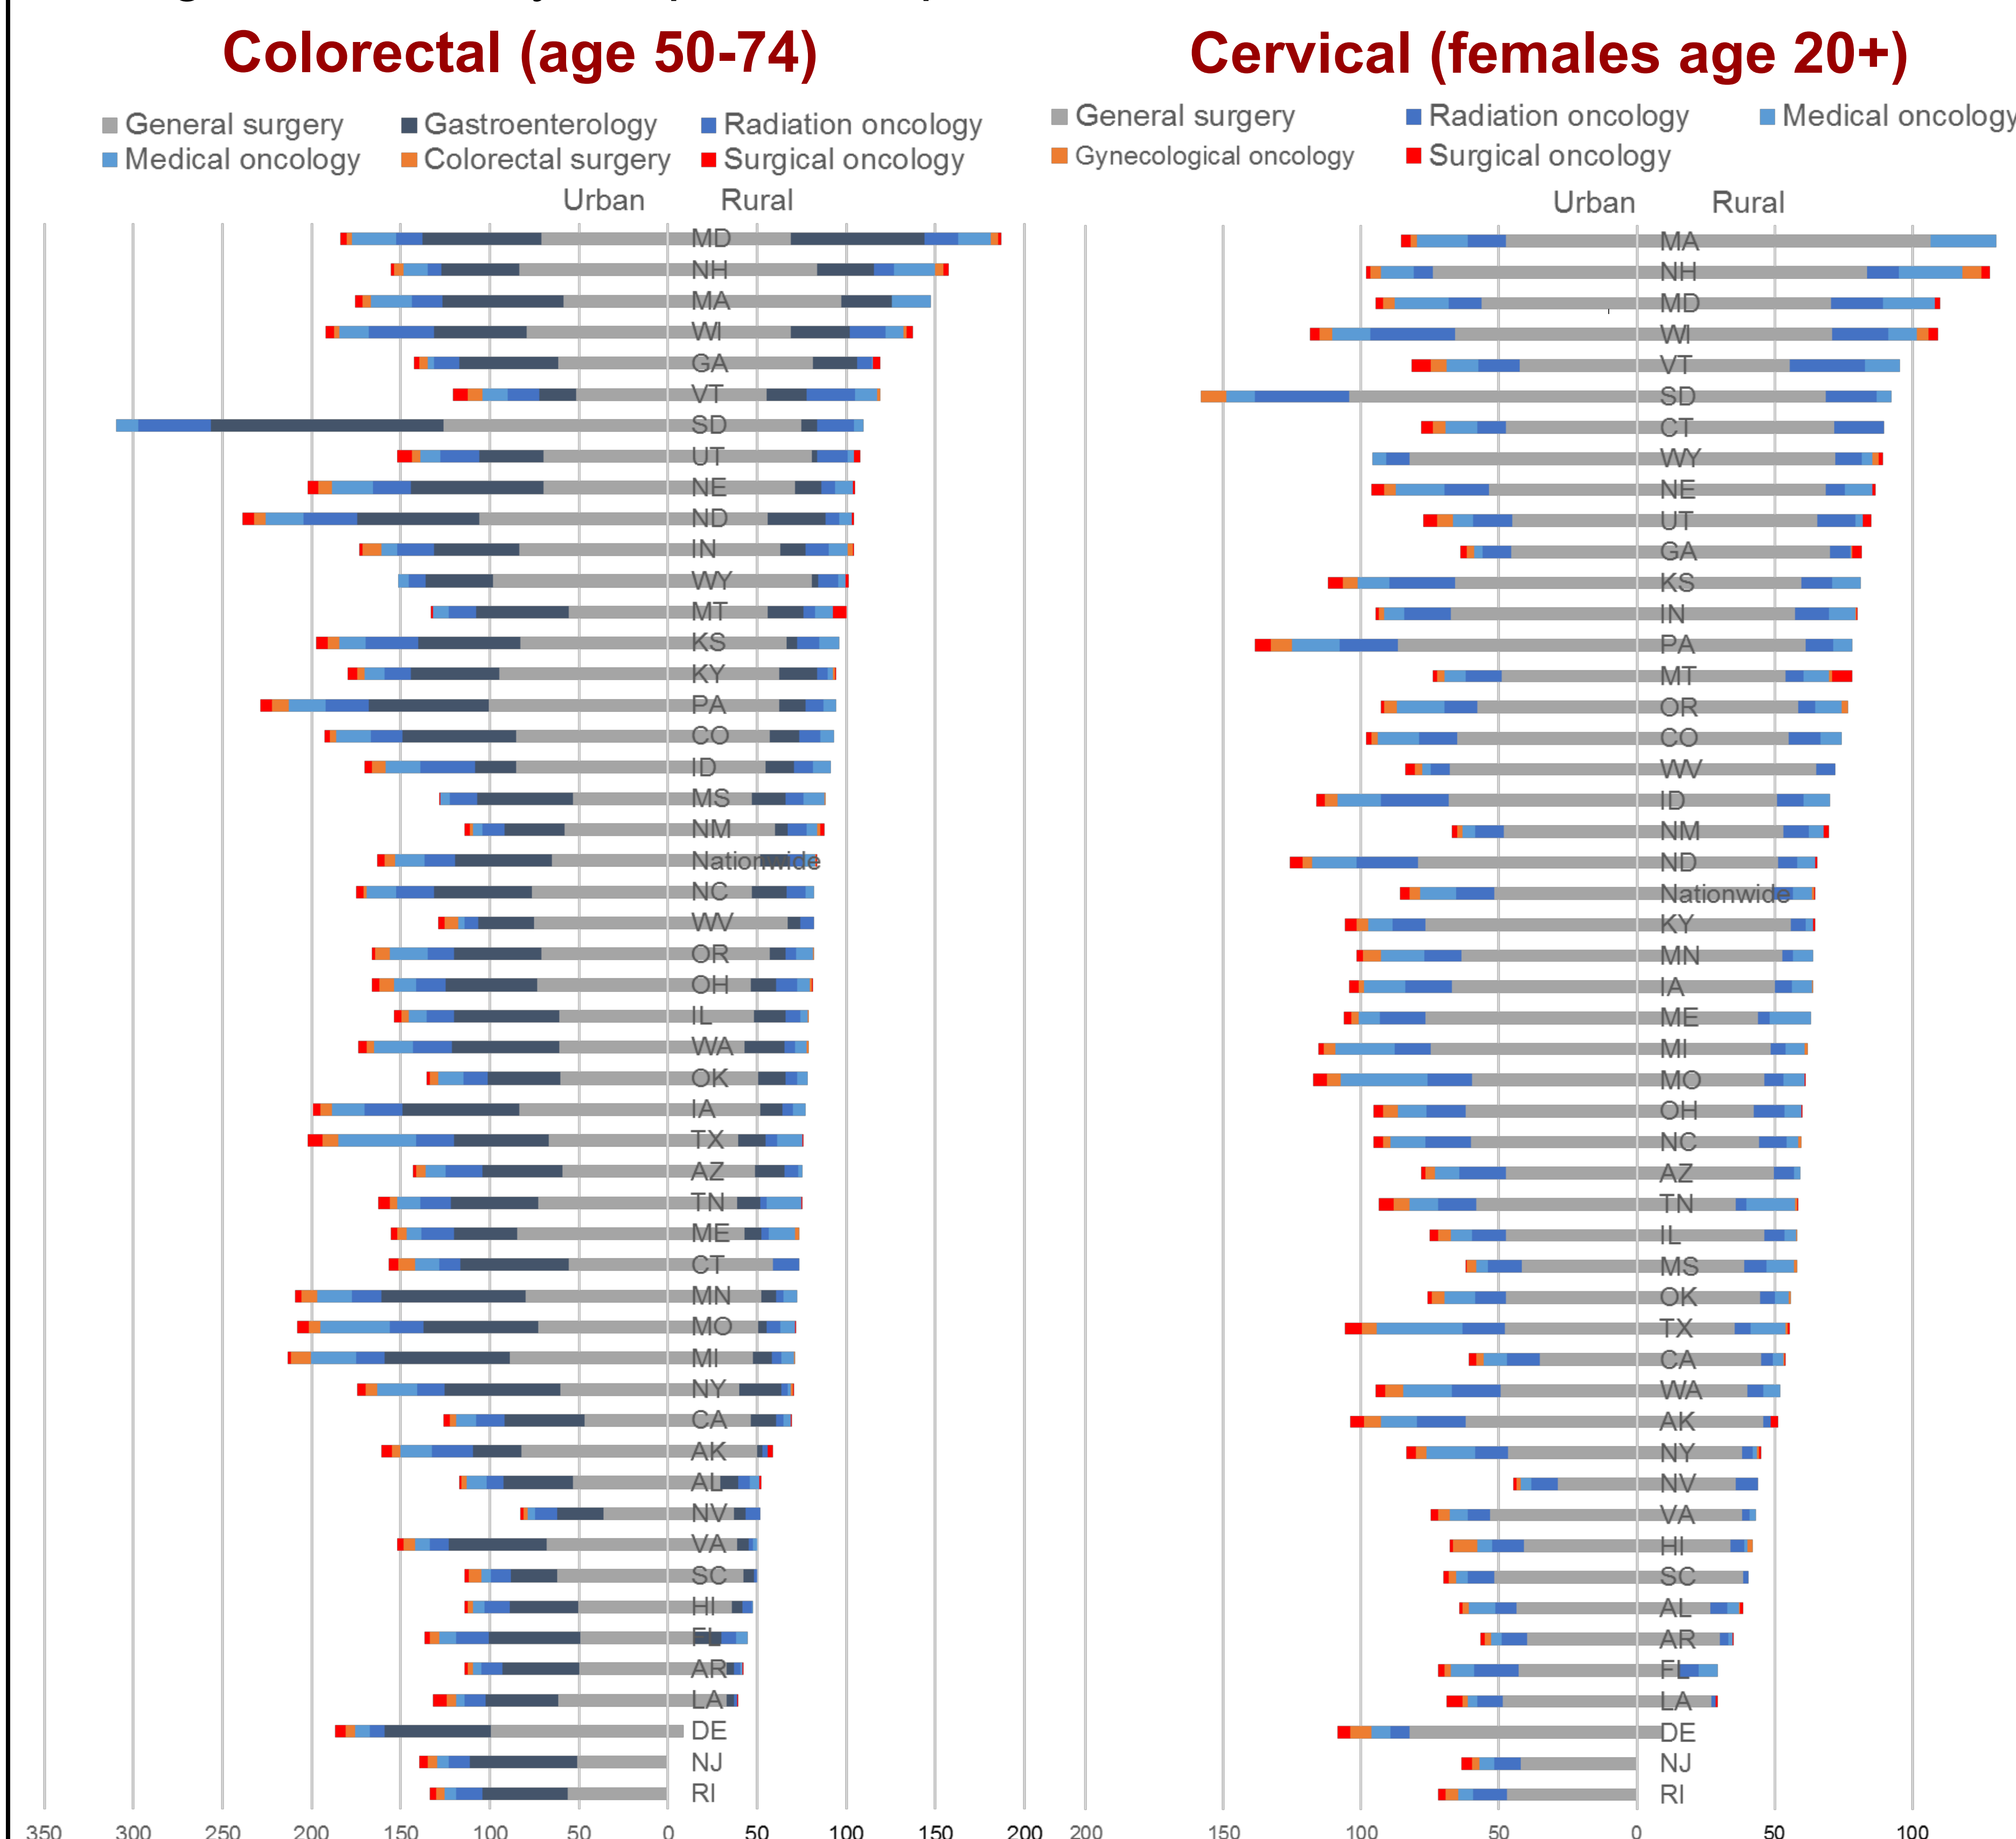 Colorectal (age 50-74)
General surgery Gastroenterology Radiation oncology
Medical oncology Colorectal surgery Surgical oncology
Urban Rural
MD
NH
MA
WI
GA
VT
SD
UT
NE
ND
IN
WY
MT
KS
KY
PA
CO
ID
MS
NM
Nationwide
NC
WV
OR
OH
IL
WA
OK
IA
TX
AZ
TN
ME
CT
MN
MO
MI
NY
CA
AK
AL
NV
VA
SC
HI
FL
AR
LA
DE
NJ
RI
350 300 250 200 150 100 50 0 50 100 150 200
Cervical (females age 20+)
General surgery Radiation oncology Medical oncology
Gynecological oncology Surgical oncology
Urban Rural
MA
NH
MD
WI
VT
SD
CT
WY
NE
UT
GA
KS
IN
PA
MT
OR
CO
WV
ID
NM
ND
Nationwide
KY
MN
IA
ME
MI
MO
OH
NC
AZ
TN
IL
MS
OK
TX
CA
WA
AK
NY
NV
VA
HI
SC
AL
AR
FL
LA
DE
NJ
RI
200 150 100 50 0 50 100